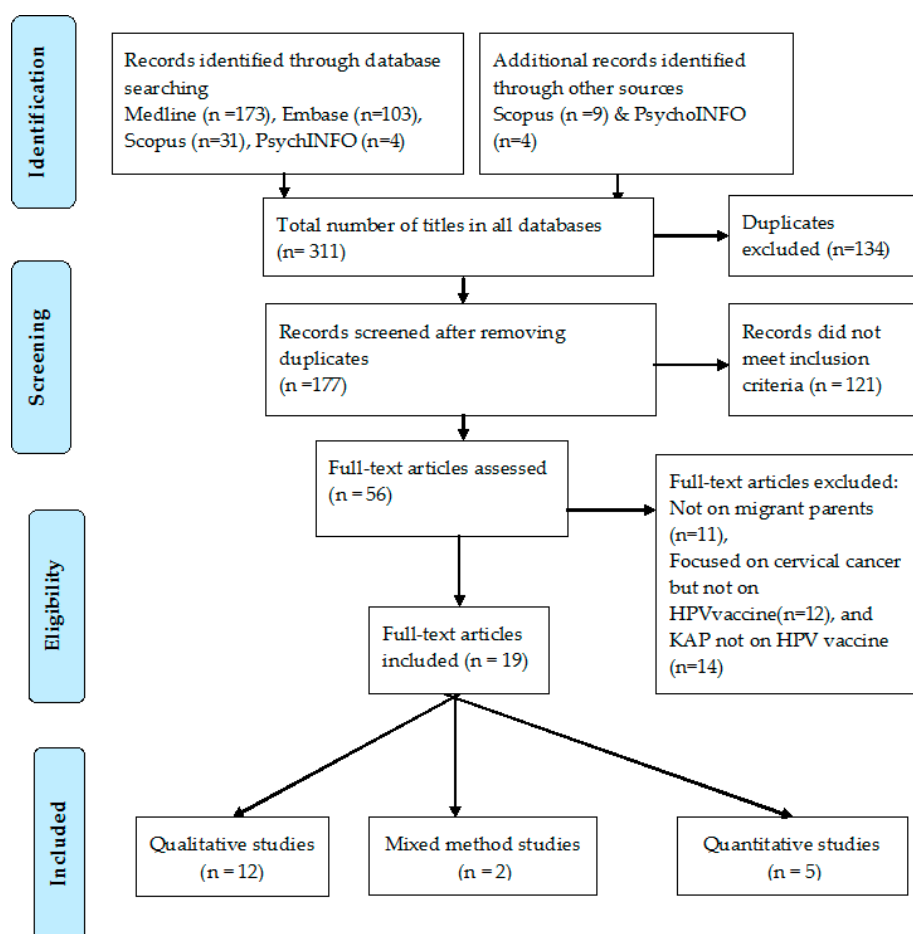 Identification
Records identified through database
searching
Medline (n =173), Embase (n=103),
Scopus (n=31), PsychINFO (n=4)
Additional records identified
through other sources
Scopus (n =9) & PsychoINFO
(n=4)
Total number of titles in all databases
(n= 311)
Duplicates
excluded (n=134)
Screening
Records screened after removing
duplicates
(n =177)
Records did not
meet inclusion
criteria (n = 121)
Full-text articles assessed
(n = 56)
Full-text articles excluded:
Not on migrant parents
(n=11),
Focused on cervical cancer
but not on
HPVvaccine(n=12), and
KAP not on HPV vaccine
(n=14)
Eligibility
Full-text articles
included (n = 19)
Included
Qualitative studies
(n = 12)
Mixed method studies
(n = 2)
Quantitative studies
(n = 5)